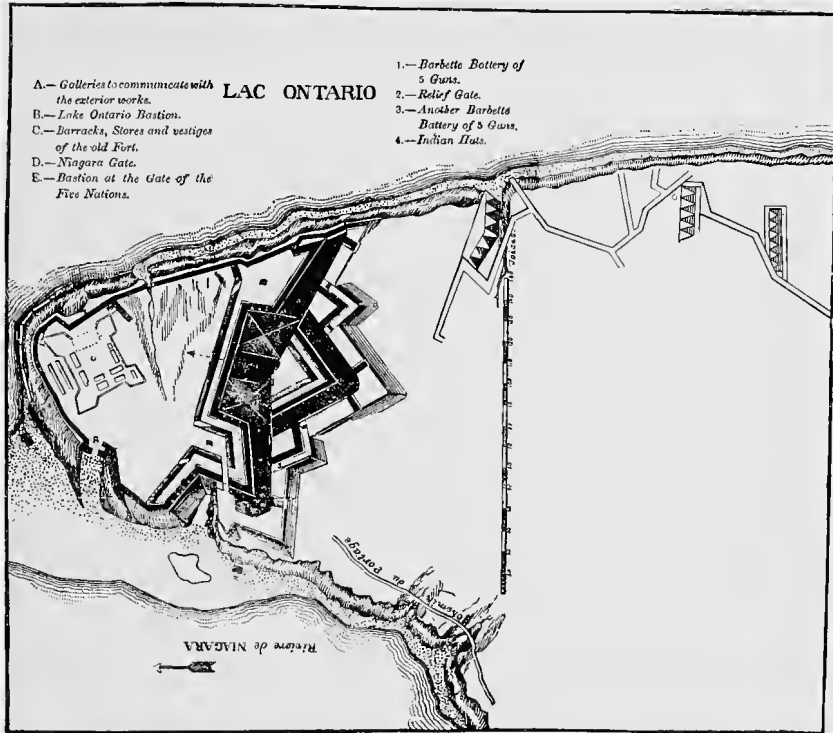 A.— Galleries to communicate with
the exterior works.
B.—Lake Ontario Bastion.
C.—Barracks, Stores and vestiges
of the old Fort.
D.—Niagara Gate.
E.—Bastion at the Gate of the
Five Nations.
LAC ONTARIO
1.—Barbette Battery of
5 Guns.
2.—Relief Gate.
3.—Another Barbette
Battery of 5 Guns.
4.—Indian Huts.
Toises
Chemin du Portage
Rivière de NIAGARA